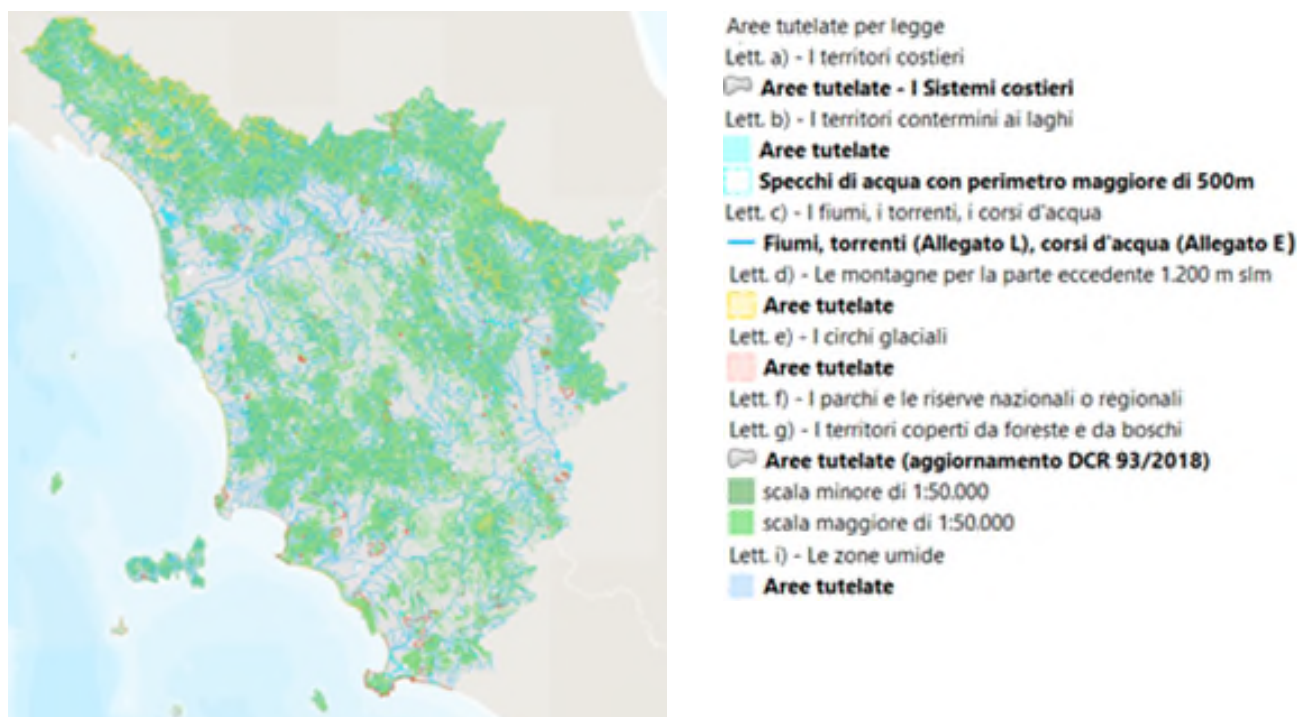 Aree tutelate per legge
Lett. a) - I territori costieri
Aree tutelate - I Sistemi costieri
Lett. b) - I territori contermini ai laghi
Aree tutelate
Specchi di acqua con perimetro maggiore di 500m
Lett. c) - I fiumi, i torrenti, i corsi d'acqua
Fiumi, torrenti (Allegato L), corsi d'acqua (Allegato E)
Lett. d) - Le montagne per la parte eccedente 1.200 m slm
Aree tutelate
Lett. e) - I circhi glaciali
Aree tutelate
Lett. f) - I parchi e le riserve nazionali o regionali
Lett. g) - I territori coperti da foreste e da boschi
Aree tutelate (aggiornamento DCR 93/2018)
scala minore di 1:50.000
scala maggiore di 1:50.000
Lett. i) - Le zone umide
Aree tutelate